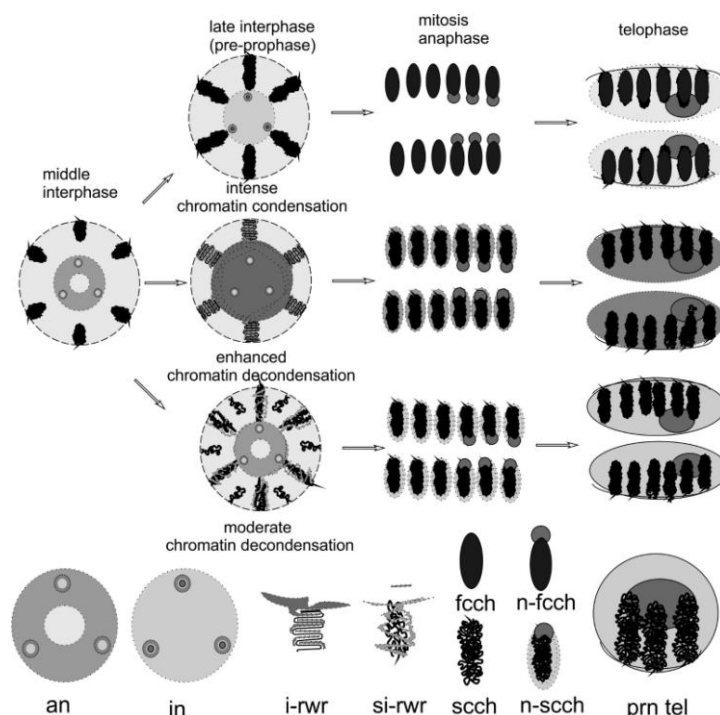 late interphase
(pre-prophase)
mitosis
anaphase
telophase
middle
interphase
intense
chromatin condensation
enhanced
chromatin decondensation
moderate
chromatin decondensation
fcch
n-fcch
an
in
i-rwr
si-rwr
scch
n-scch
prn tel